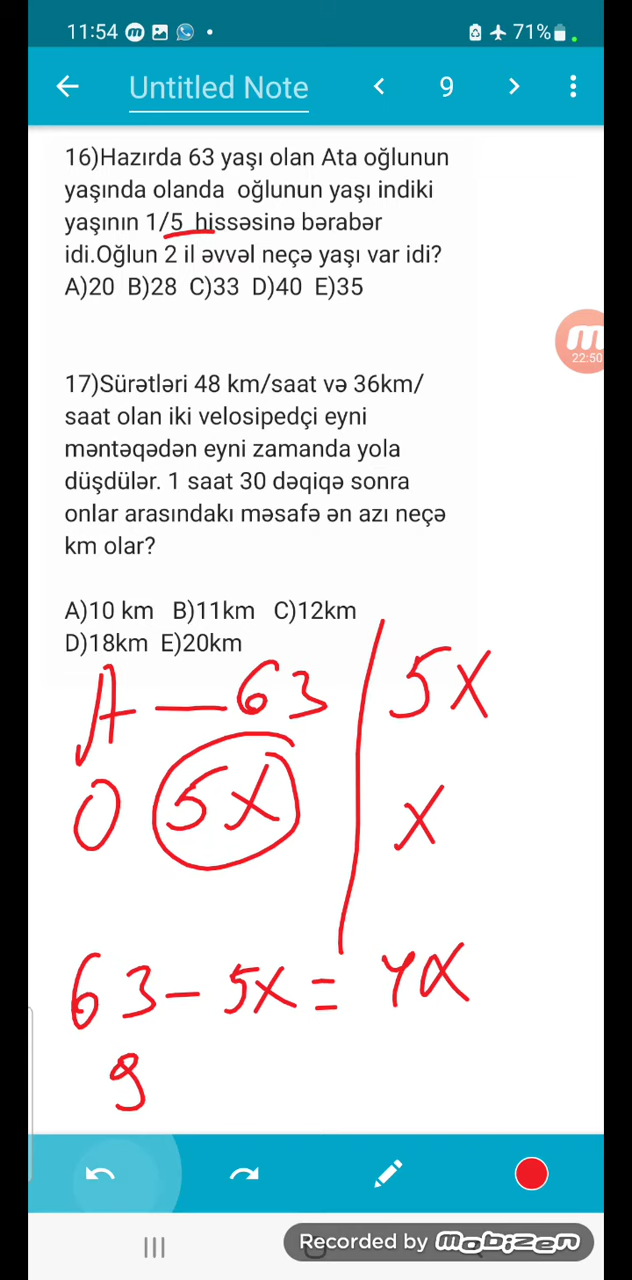 11:54 71%
Untitled Note < 9 >
16)Hazırda 63 yaşı olan Ata oğlunun
yaşında olanda oğlunun yaşı indiki
yaşının 1/5 hissəsinə bərabər
idi.Oğlun 2 il əvvəl neçə yaşı var idi?
A)20 B)28 C)33 D)40 E)35
22:50
17)Sürətləri 48 km/saat və 36km/
saat olan iki velosipedçi eyni
məntəqədən eyni zamanda yola
düşdülər. 1 saat 30 dəqiqə sonra
onlar arasındakı məsafə ən azı neçə
km olar?
A)10 km B)11km C)12km
D)18km E)20km
A — 63 | 5x
O 5x | x
63 - 5x = 4x
9
Recorded by mobizen